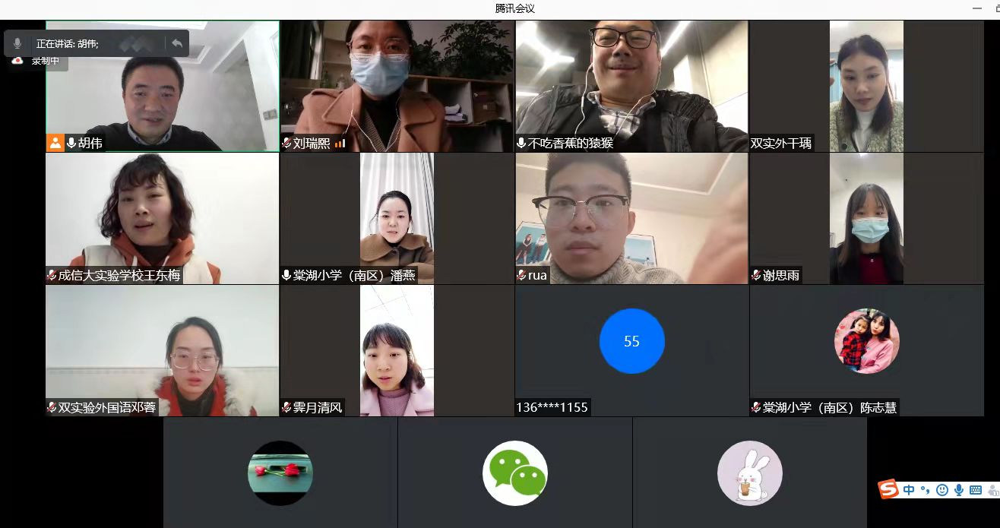 腾讯会议
正在讲话: 胡伟;
录制中
胡伟
刘瑞熙
不吃香蕉的猿猴
双实外干瑀
成信大实验学校王东梅
棠湖小学（南区）潘燕
rua
谢思雨
双实验外国语邓蓉
霁月清风
55
136****1155
棠湖小学（南区）陈志慧
中